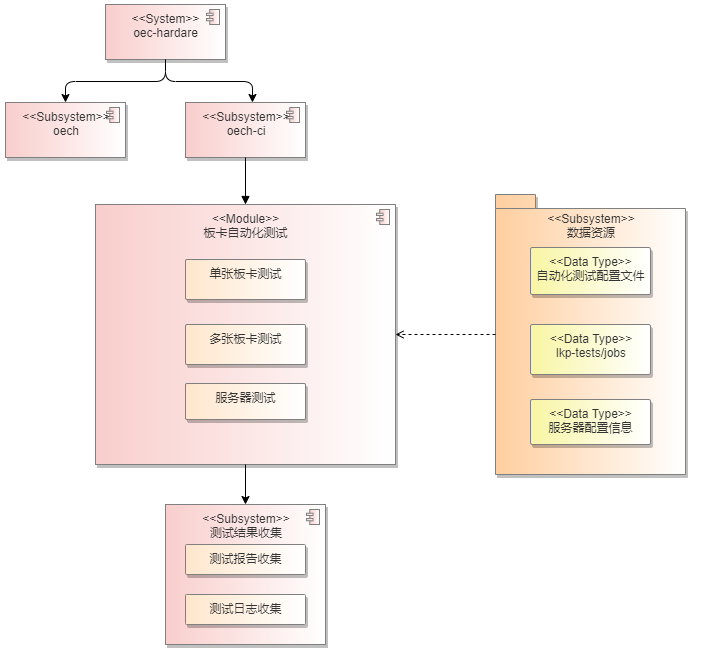 <<System>>
oec-hardare
<<Subsystem>>
oech
<<Subsystem>>
oech-ci
<<Module>>
板卡自动化测试
单张板卡测试
多张板卡测试
服务器测试
<<Subsystem>>
数据资源
<<Data Type>>
自动化测试配置文件
<<Data Type>>
lkp-tests/jobs
<<Data Type>>
服务器配置信息
<<Subsystem>>
测试结果收集
测试报告收集
测试日志收集